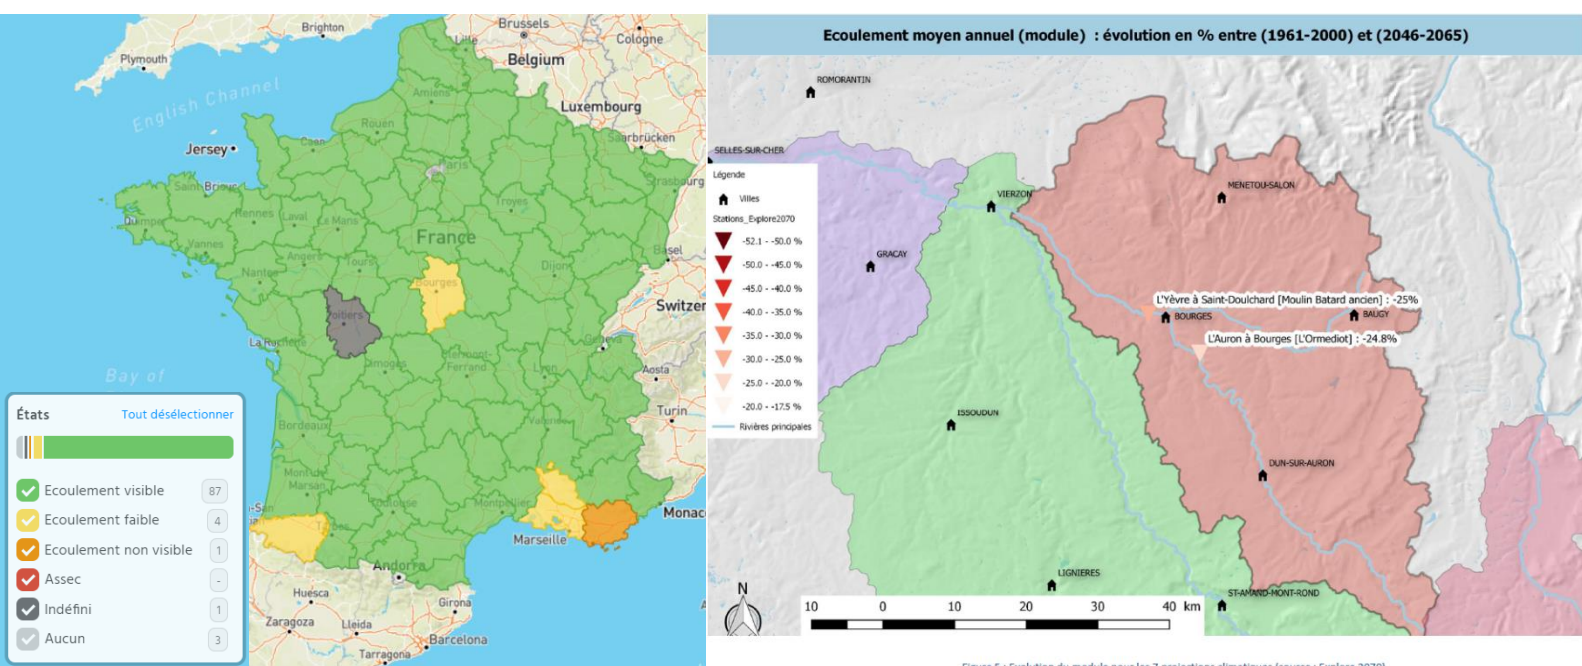 Brighton
Brussels
Cologne
Plymouth
Lille
Belgium
English Channel
Amiens
Luxembourg
Rouen
Saarbrücken
Caen
Jersey
Paris
Strasbourg
Saint-Brieuc
Troyes
Rennes
Laval
Le Mans
France
Vannes
Angers
Tours
Basel
Nantes
Bourges
Dijon
Switzer
Poitiers
La Rochelle
Geneva
Limoges
Clermont-
Ferrand
Lyon
Aosta
Bay of
Turin
Bordeaux
Valence
Mont-de-
Marsan
Toulouse
Montpellier
Monac
Marseille
Andorra
Huesca
Girona
Zaragoza
Lleida
Barcelona
Tarragona
États
Tout désélectionner
Ecoulement visible 87
Ecoulement faible 4
Ecoulement non visible 1
Assec -
Indéfini 1
Aucun 3
Ecoulement moyen annuel (module) : évolution en % entre (1961-2000) et (2046-2065)
ROMORANTIN
SELLES-SUR-CHER
VIERZON
MENETOU-SALON
GRACAY
L'Yèvre à Saint-Doulchard [Moulin Batard ancien] : -25%
BOURGES
BAUGY
L'Auron à Bourges [L'Ormediot] : -24.8%
ISSOUDUN
DUN-SUR-AURON
LIGNIERES
ST-AMAND-MONT-ROND
Légende
Villes
Stations_Explore2070
-52.1 - -50.0 %
-50.0 - -45.0 %
-45.0 - -40.0 %
-40.0 - -35.0 %
-35.0 - -30.0 %
-30.0 - -25.0 %
-25.0 - -20.0 %
-20.0 - -17.5 %
Rivières principales
N
10 0 10 20 30 40 km